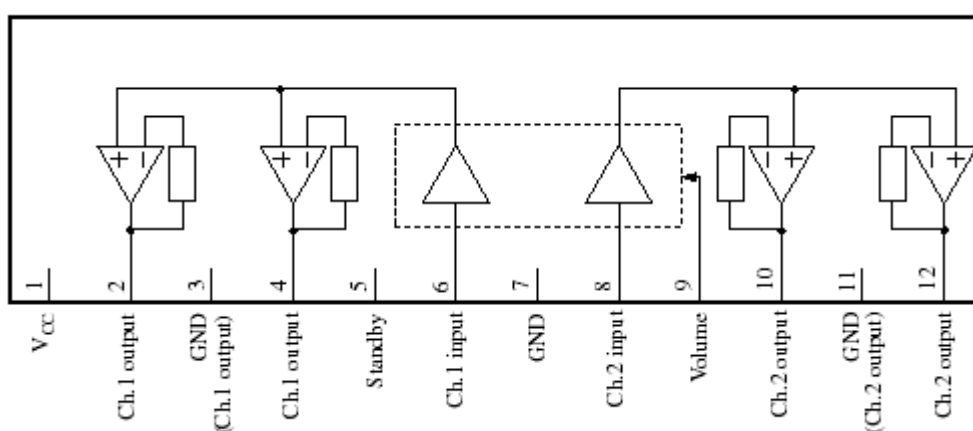 + −
+ −
− +
− +
1
2
3
4
5
6
7
8
9
10
11
12
VCC
Ch.1 output
GND
(Ch.1 output)
Ch.1 output
Standby
Ch.1 input
GND
Ch.2 input
Volume
Ch.2 output
GND
(Ch.2 output)
Ch.2 output